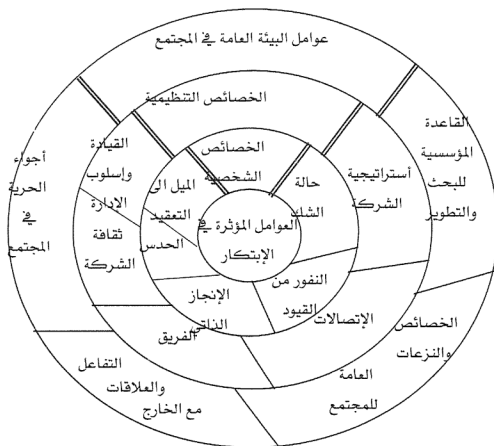 عوامل البيئة العامة في المجتمع
القاعدة
المؤسسية
للبحث
والتطوير
الخصائص
والنزعات
العامة
للمجتمع
التفاعل
والعلاقات
مع الخارج
أجواء
الحرية
في
المجتمع
الخصائص التنظيمية
أستراتيجية
الشركة
الإتصالات
الفريق
القيادة
وإسلوب
الإدارة
ثقافة
الشركة
الخصائص
الشخصية
حالة
الشك
النفور من
القيود
الإنجاز
الذاتي
الميل الى
التعقيد
الحدس
العوامل المؤثرة في
الإبتكار